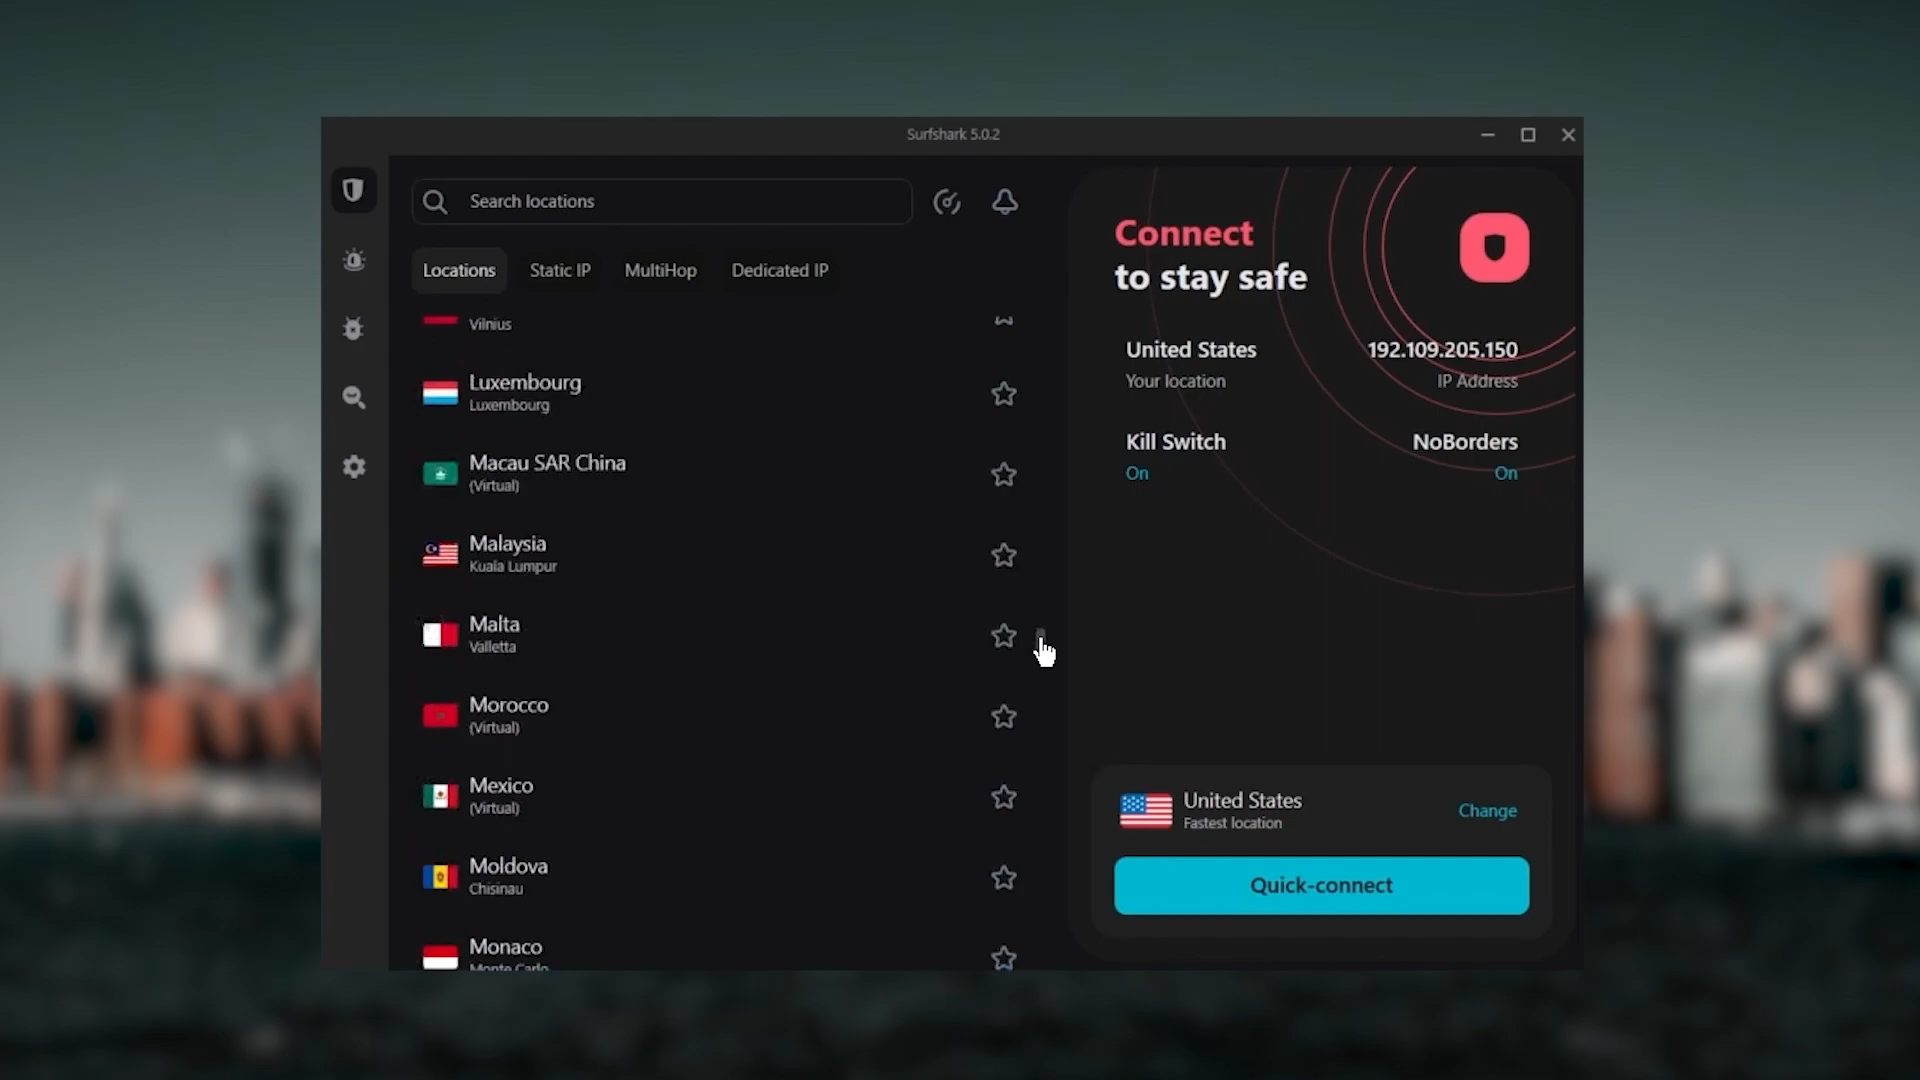 Surfshark 5.0.2
Search locations
Locations
Static IP
MultiHop
Dedicated IP
Vilnius
Luxembourg
Luxembourg
Macau SAR China
(Virtual)
Malaysia
Kuala Lumpur
Malta
Valletta
Morocco
(Virtual)
Mexico
(Virtual)
Moldova
Chisinau
Monaco
Monte Carlo
Connect
to stay safe
United States
192.109.205.150
Your location
IP Address
Kill Switch
NoBorders
On
On
United States
Fastest location
Change
Quick-connect